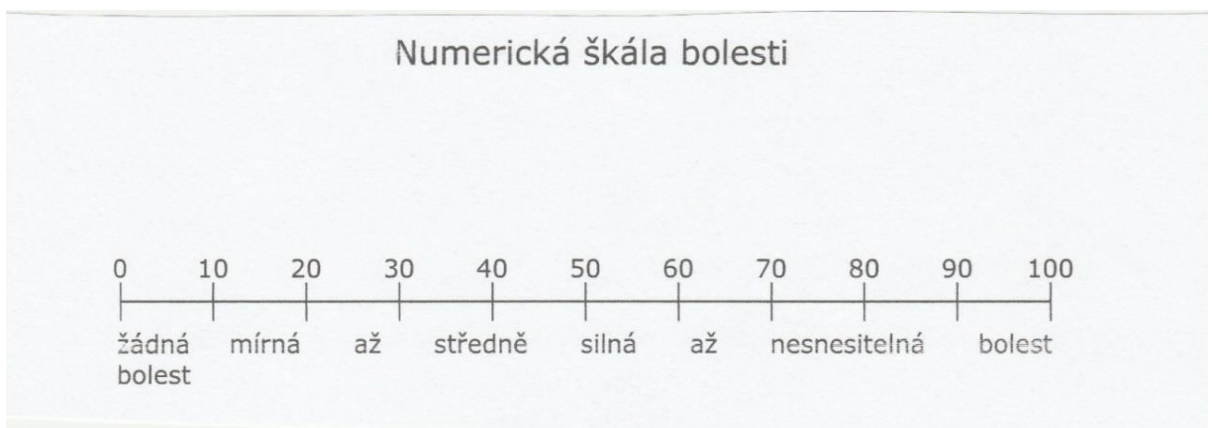 Numerická škála bolesti
0 10 20 30 40 50 60 70 80 90 100
žádná mírná až středně silná až nesnesitelná bolest
bolest